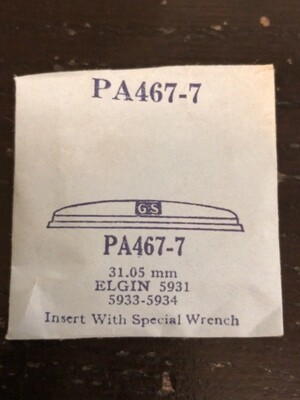 PA467-7
G-S
PA467-7
31.05 mm
ELGIN 5931
5933-5934
Insert With Special Wrench